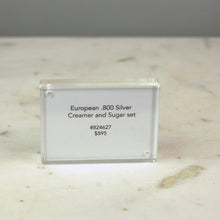 European .800 Silver
Creamer and Sugar set
#824627
$895